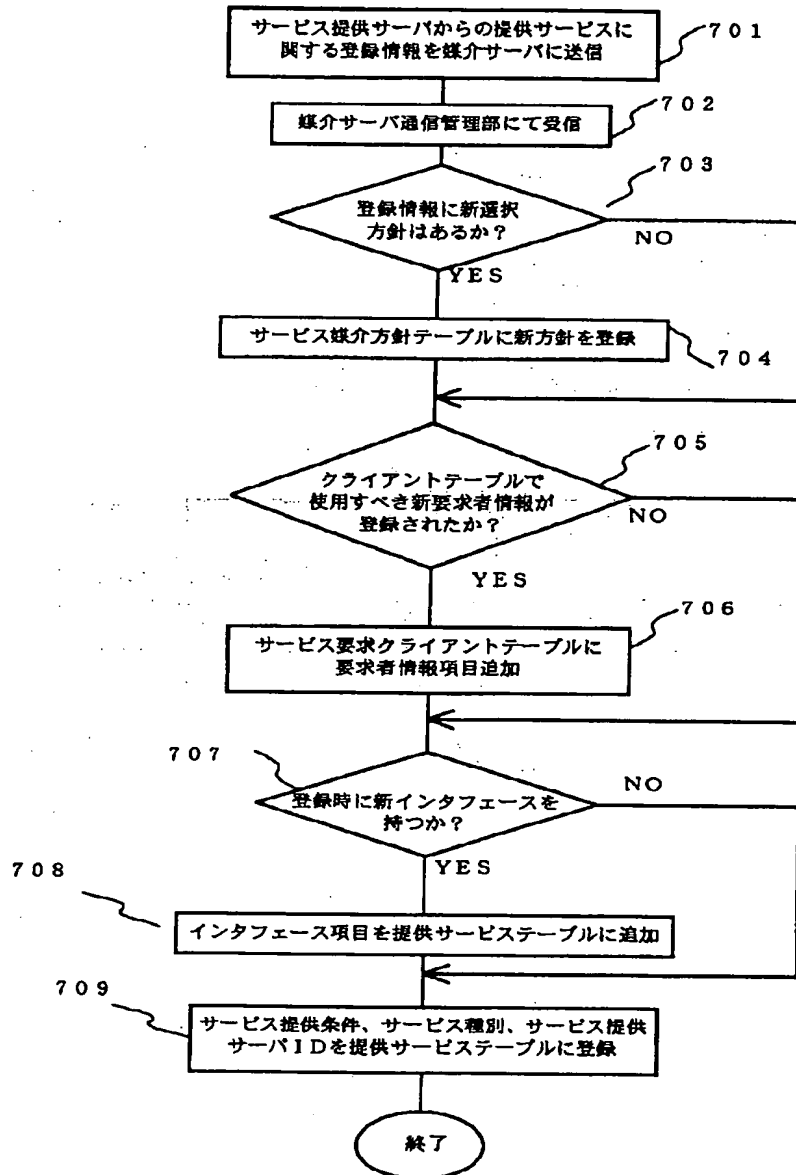 サービス提供サーバからの提供サービスに
関する登録情報を媒介サーバに送信
701
媒介サーバ通信管理部にて受信
702
登録情報に新選択
方針はあるか?
703
NO
YES
サービス媒介方針テーブルに新方針を登録
704
クライアントテーブルで
使用すべき新要求者情報が
登録されたか?
705
NO
YES
サービス要求クライアントテーブルに
要求者情報項目追加
706
707
登録時に新インタフェースを
持つか?
NO
YES
708
インタフェース項目を提供サービステーブルに追加
709
サービス提供条件、サービス種別、サービス提供
サーバIDを提供サービステーブルに登録
終了